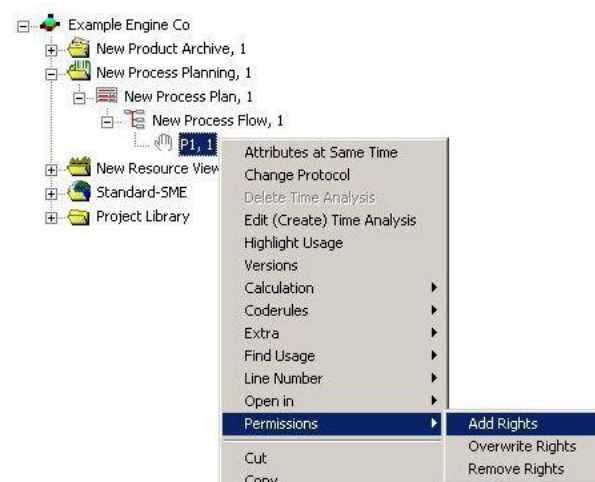 Example Engine Co
New Product Archive, 1
New Process Planning, 1
New Process Plan, 1
New Process Flow, 1
P1, 1
New Resource View
Standard-SME
Project Library
Attributes at Same Time
Change Protocol
Delete Time Analysis
Edit (Create) Time Analysis
Highlight Usage
Versions
Calculation
Coderules
Extra
Find Usage
Line Number
Open in
Permissions
Add Rights
Overwrite Rights
Remove Rights
Cut
Copy